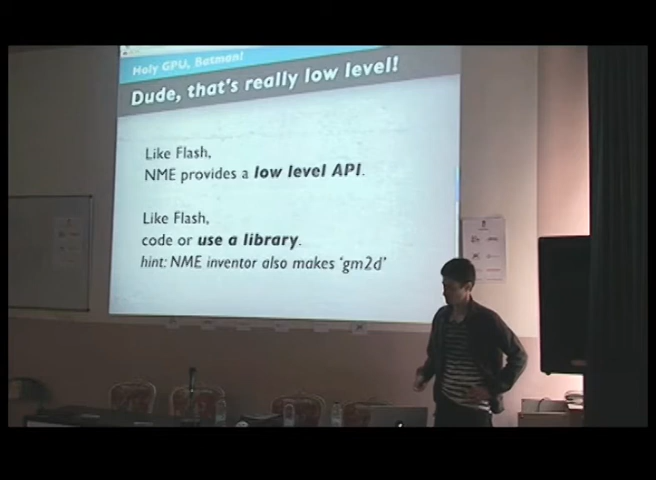 Holy GPU, Batman!
Dude, that's really low level!
Like Flash,
NME provides a low level API.
Like Flash,
code or use a library.
hint: NME inventor also makes 'gm2d'